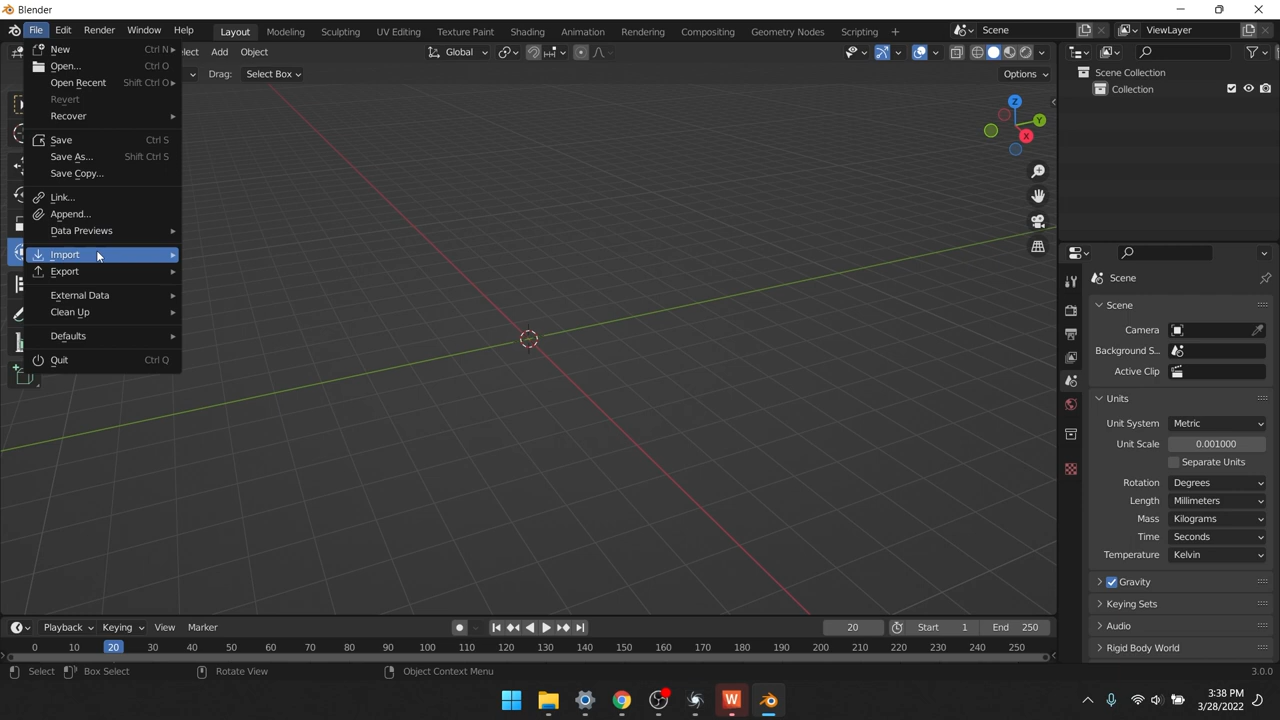 Blender
File Edit Render Window Help Layout Modeling Sculpting UV Editing Texture Paint Shading Animation Rendering Compositing Geometry Nodes Scripting + Scene ViewLayer
lect Add Object Global
Drag: Select Box Options
New Ctrl N
Open... Ctrl O
Open Recent Shift Ctrl O
Revert
Recover
Save Ctrl S
Save As... Shift Ctrl S
Save Copy...
Link...
Append...
Data Previews
Import
Export
External Data
Clean Up
Defaults
Quit Ctrl Q
Z
Y
X
Scene Collection
Collection
Scene
Scene
Camera
Background S...
Active Clip
Units
Unit System Metric
Unit Scale 0.001000
Separate Units
Rotation Degrees
Length Millimeters
Mass Kilograms
Time Seconds
Temperature Kelvin
Gravity
Keying Sets
Audio
Rigid Body World
Playback Keying View Marker 20 Start 1 End 250
0 10 20 30 40 50 60 70 80 90 100 110 120 130 140 150 160 170 180 190 200 210 220 230 240 250
Select Box Select Rotate View Object Context Menu 3.0.0
W
3:38 PM
3/28/2022